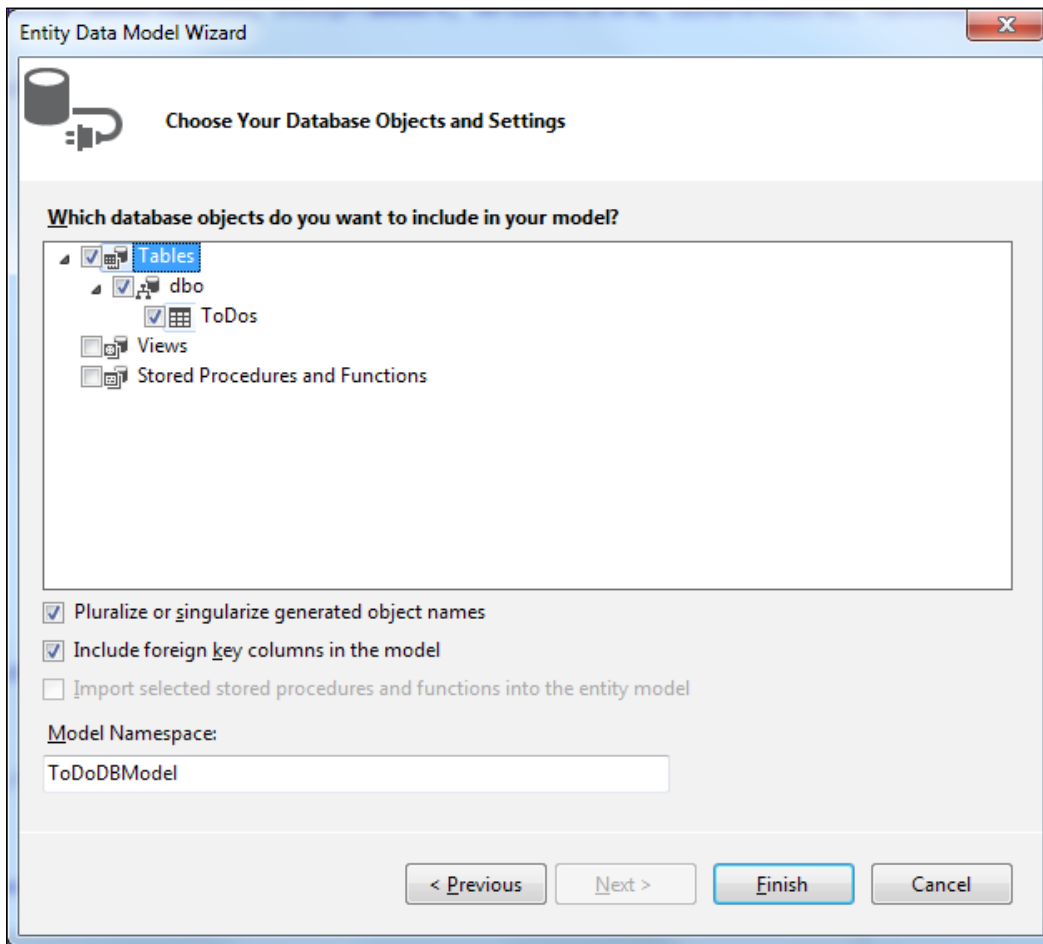 Entity Data Model Wizard
Choose Your Database Objects and Settings
Which database objects do you want to include in your model?
Tables
dbo
ToDos
Views
Stored Procedures and Functions
Pluralize or singularize generated object names
Include foreign key columns in the model
Import selected stored procedures and functions into the entity model
Model Namespace:
ToDoDBModel
< Previous Next > Finish Cancel